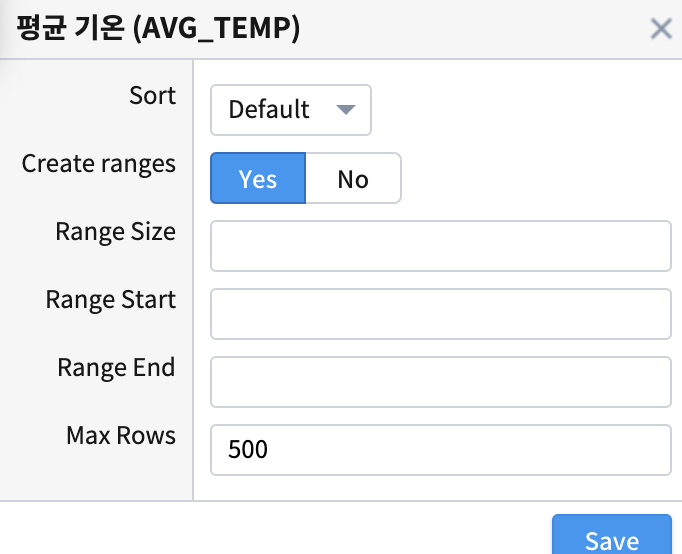 평균 기온 (AVG_TEMP)
Sort
Default
Create ranges
Yes No
Range Size
Range Start
Range End
Max Rows
500
Save